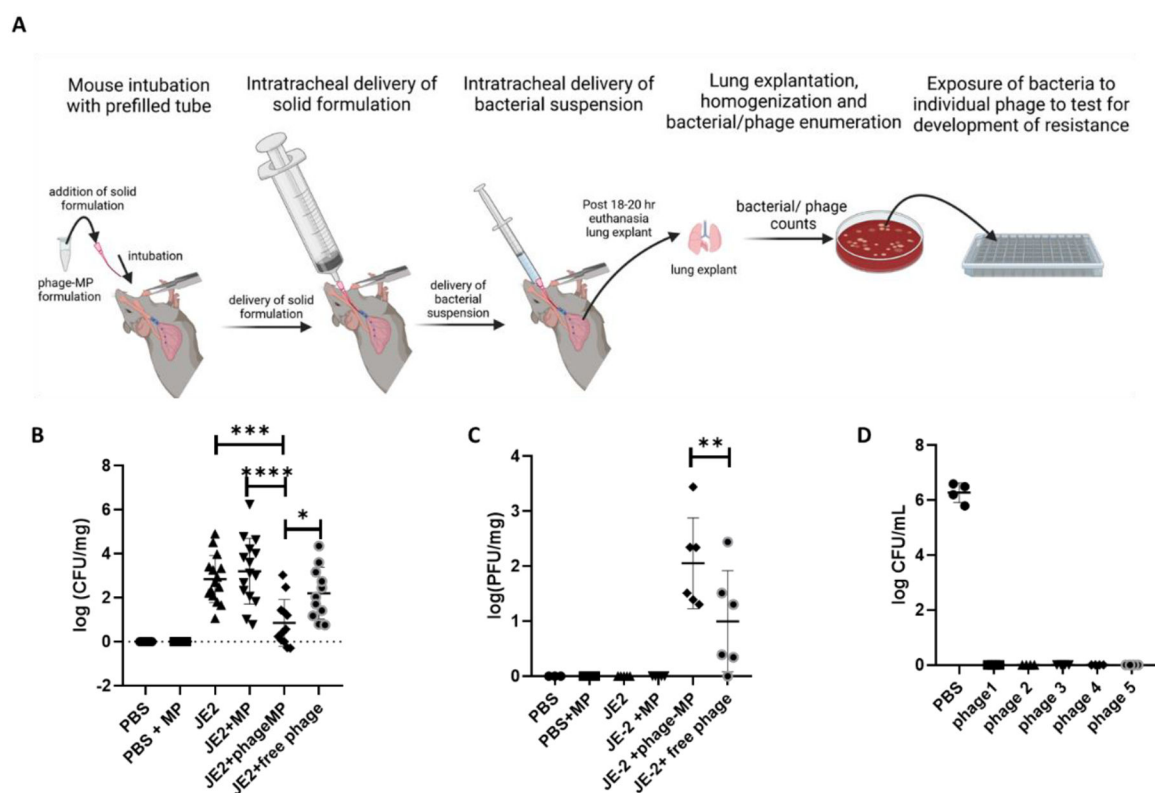 A
Mouse intubation
with prefilled tube
Intratracheal delivery of
solid formulation
Intratracheal delivery of
bacterial suspension
Lung explantation,
homogenization and
bacterial/phage enumeration
Exposure of bacteria to
individual phage to test for
development of resistance
addition of solid
formulation
intubation
phage-MP
formulation
delivery of solid
formulation
delivery of
bacterial
suspension
Post 18-20 hr
euthanasia
lung explant
lung explant
bacterial/ phage
counts
B
***
****
*
log (CFU/mg)
8
6
4
2
0
-2
PBS
PBS + MP
JE2
JE2+MP
JE2+phageMP
JE2+free phage
C
**
log(PFU/mg)
4
3
2
1
0
PBS
PBS+MP
JE2
JE-2 +MP
JE-2 +phage-MP
JE-2+ free phage
D
log CFU/mL
8
6
4
2
0
PBS
phage1
phage 2
phage 3
phage 4
phage 5